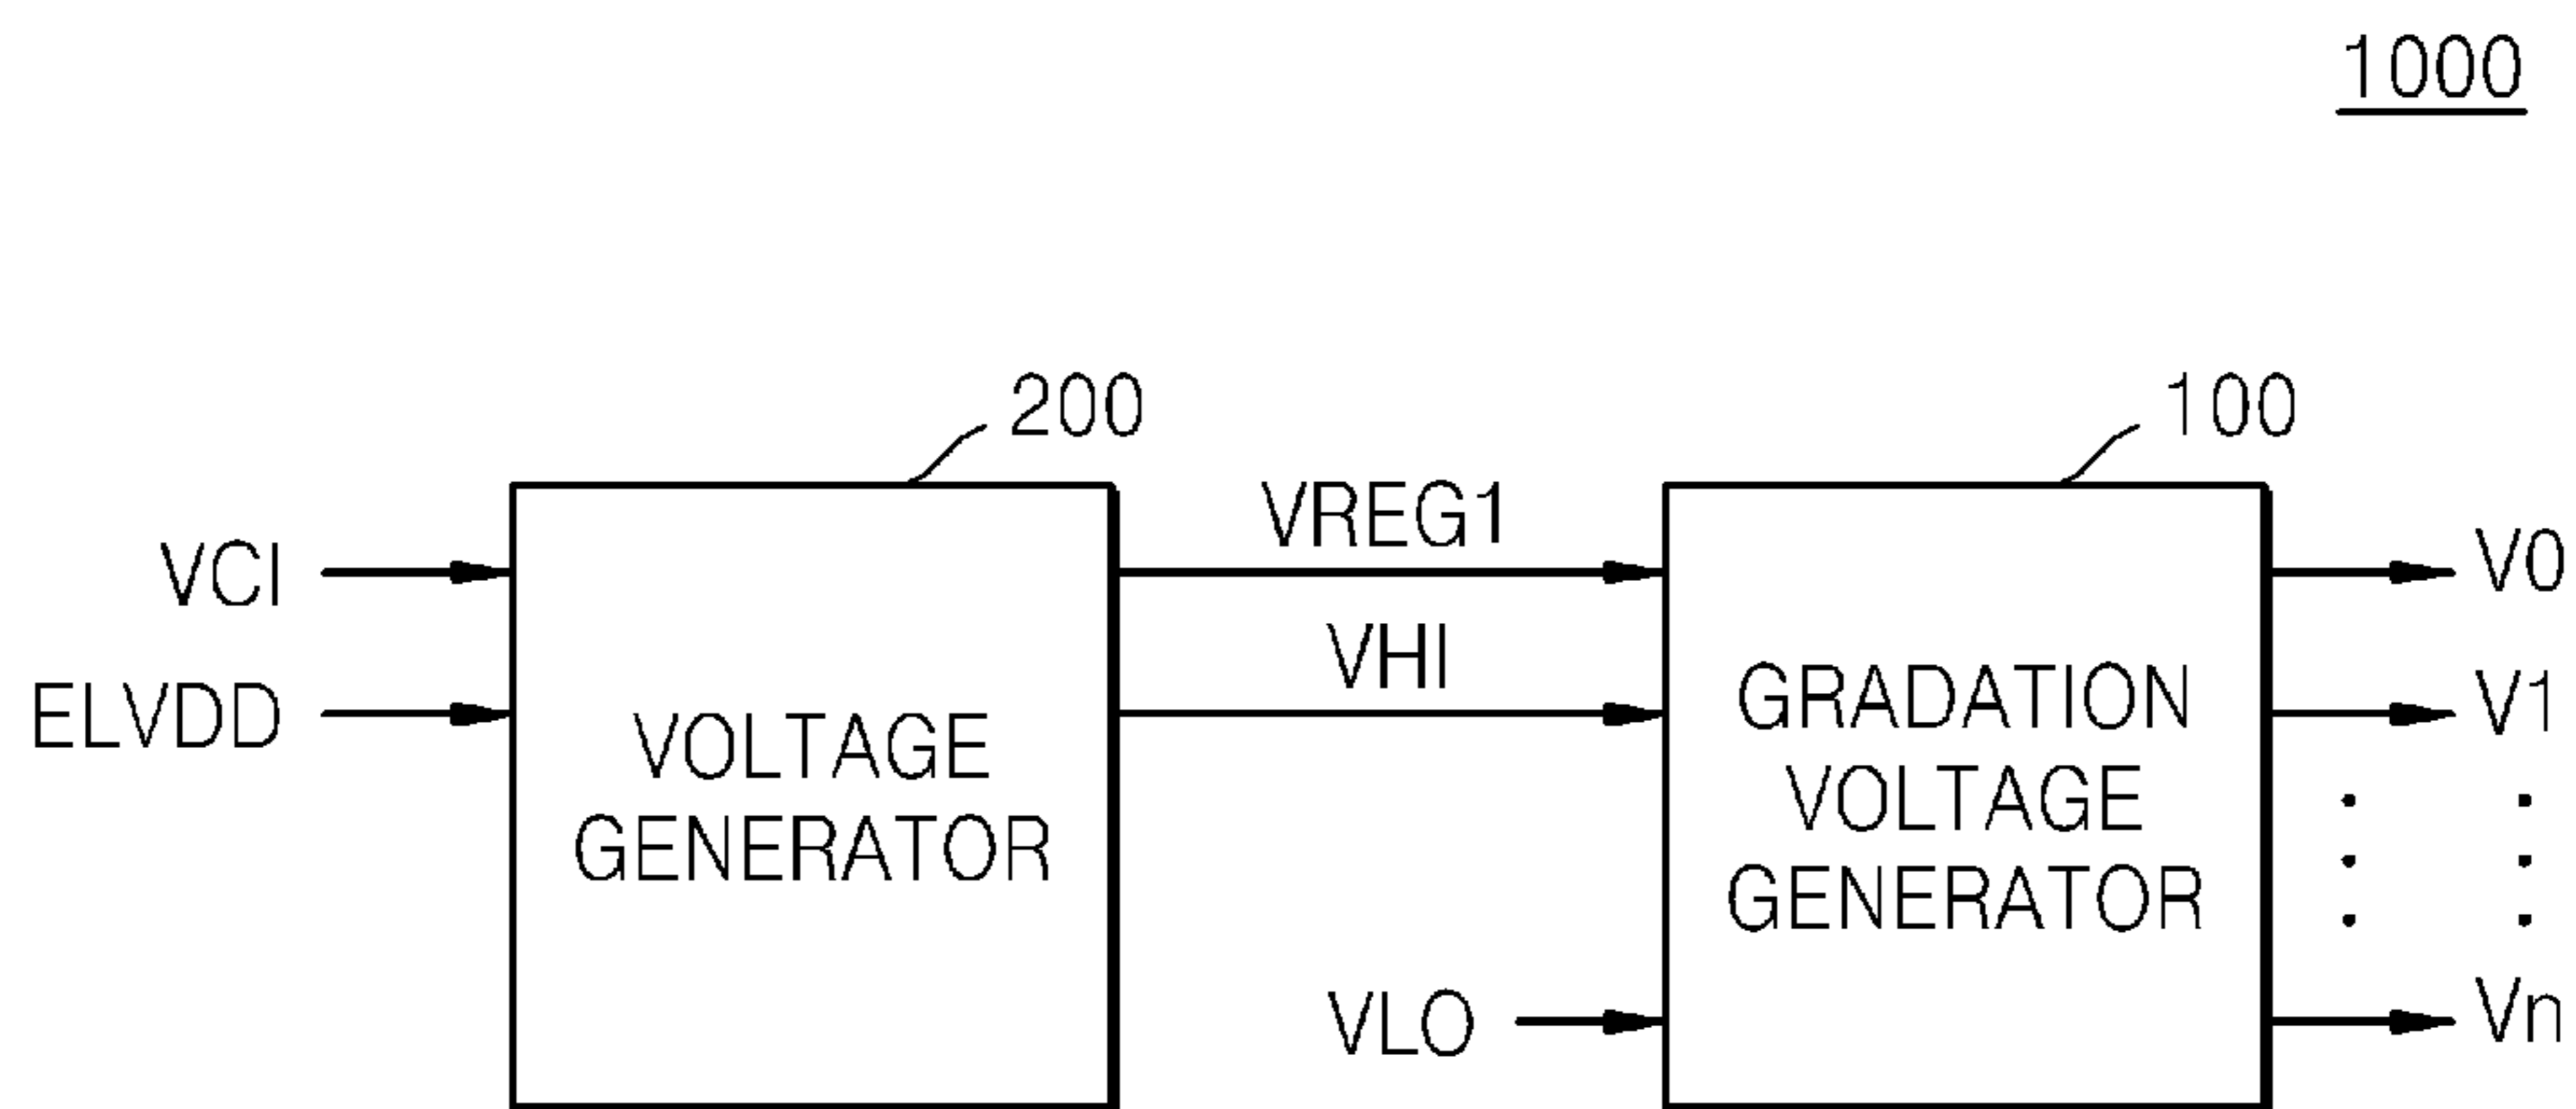 1000
200
100
VCI
ELVDD
VOLTAGE
GENERATOR
VREG1
VHI
VLO
GRADATION
VOLTAGE
GENERATOR
V0
V1
Vn